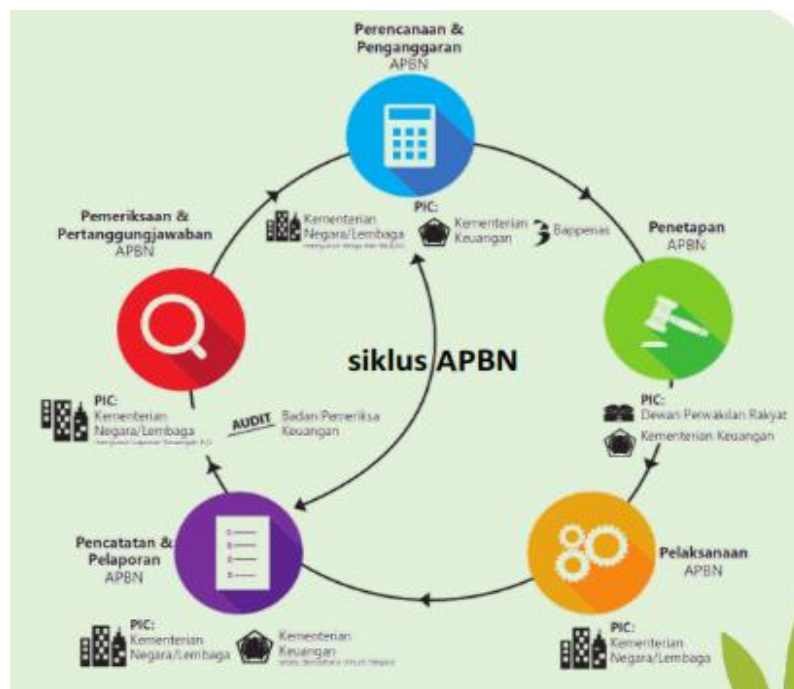 Perencanaan &
Penganggaran
APBN
PIC:
Kementerian
Negara/Lembaga
Kementerian
Keuangan
Bappenas
Penetapan
APBN
PIC:
Dewan Perwakilan Rakyat
Kementerian Keuangan
Pelaksanaan
APBN
PIC:
Kementerian
Negara/Lembaga
Pencatatan &
Pelaporan
APBN
PIC:
Kementerian
Negara/Lembaga
Kementerian
Keuangan
Pemeriksaan &
Pertanggungjawaban
APBN
PIC:
Kementerian
Negara/Lembaga
AUDIT
Badan Pemeriksa
Keuangan
siklus APBN